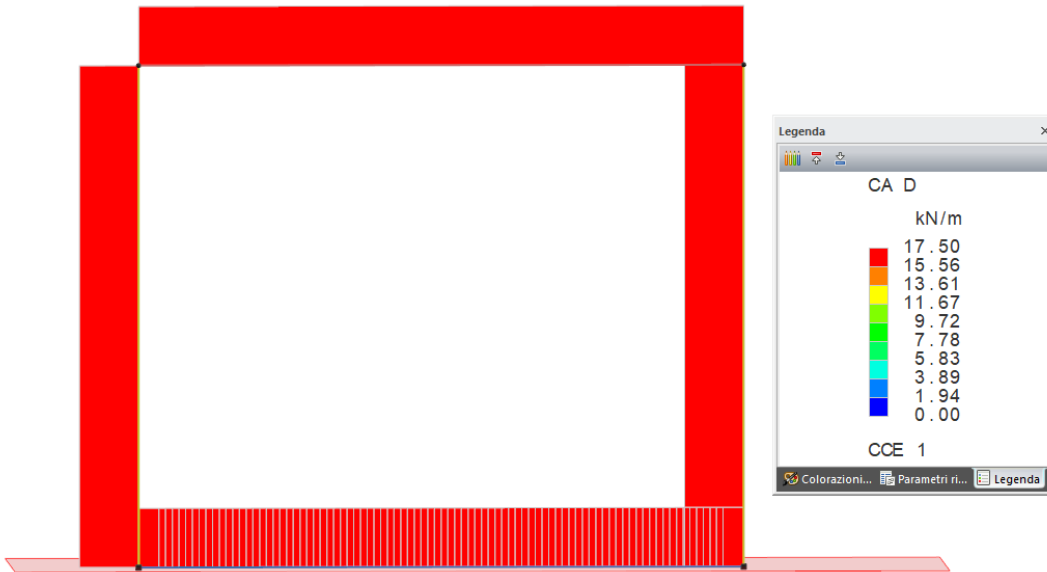 Legenda
CA D
kN/m
17.50
15.56
13.61
11.67
9.72
7.78
5.83
3.89
1.94
0.00
CCE 1
Colorazioni... Parametri ri... Legenda